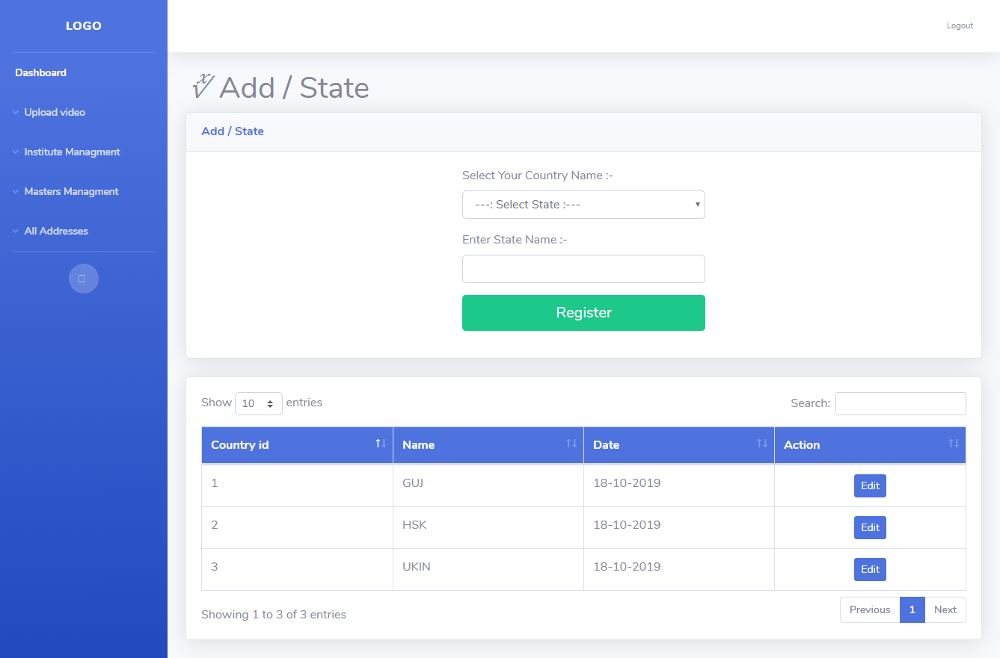 LOGO
Logout
Dashboard
Upload video
Institute Managment
Masters Managment
All Addresses
Add / State
Add / State
Select Your Country Name :-
---: Select State :---
Enter State Name :-
Register
Show 10 entries
Search:
Country id Name Date Action
1 GUJ 18-10-2019 Edit
2 HSK 18-10-2019 Edit
3 UKIN 18-10-2019 Edit
Showing 1 to 3 of 3 entries
Previous 1 Next